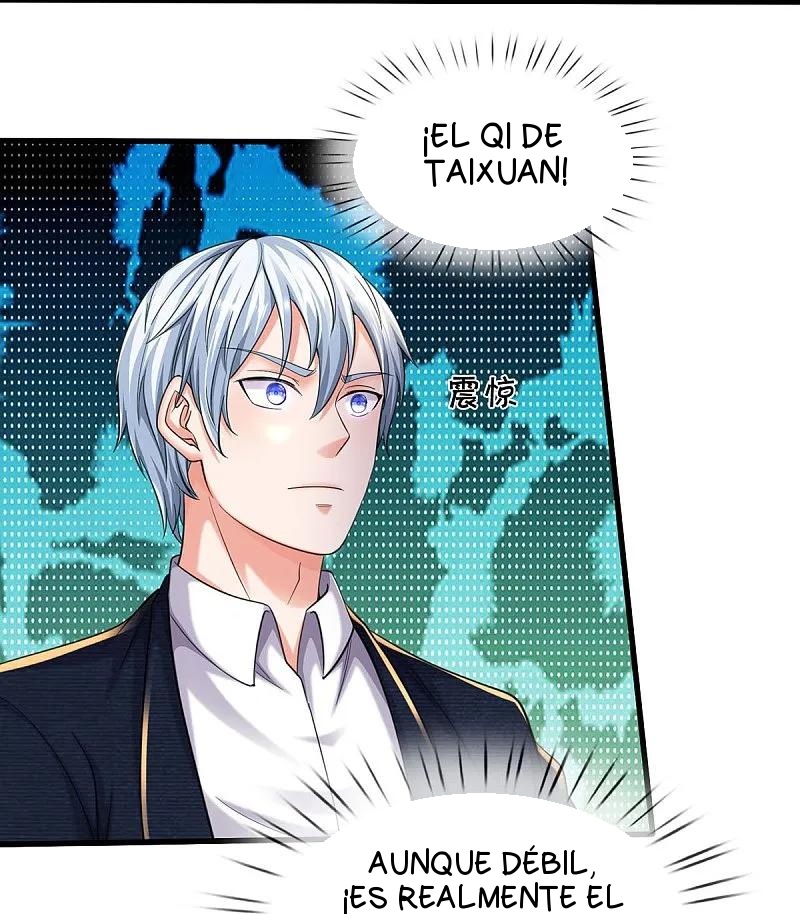 ¡EL QI DE
TAIXUAN!
震惊
AUNQUE DÉBIL,
¡ES REALMENTE EL